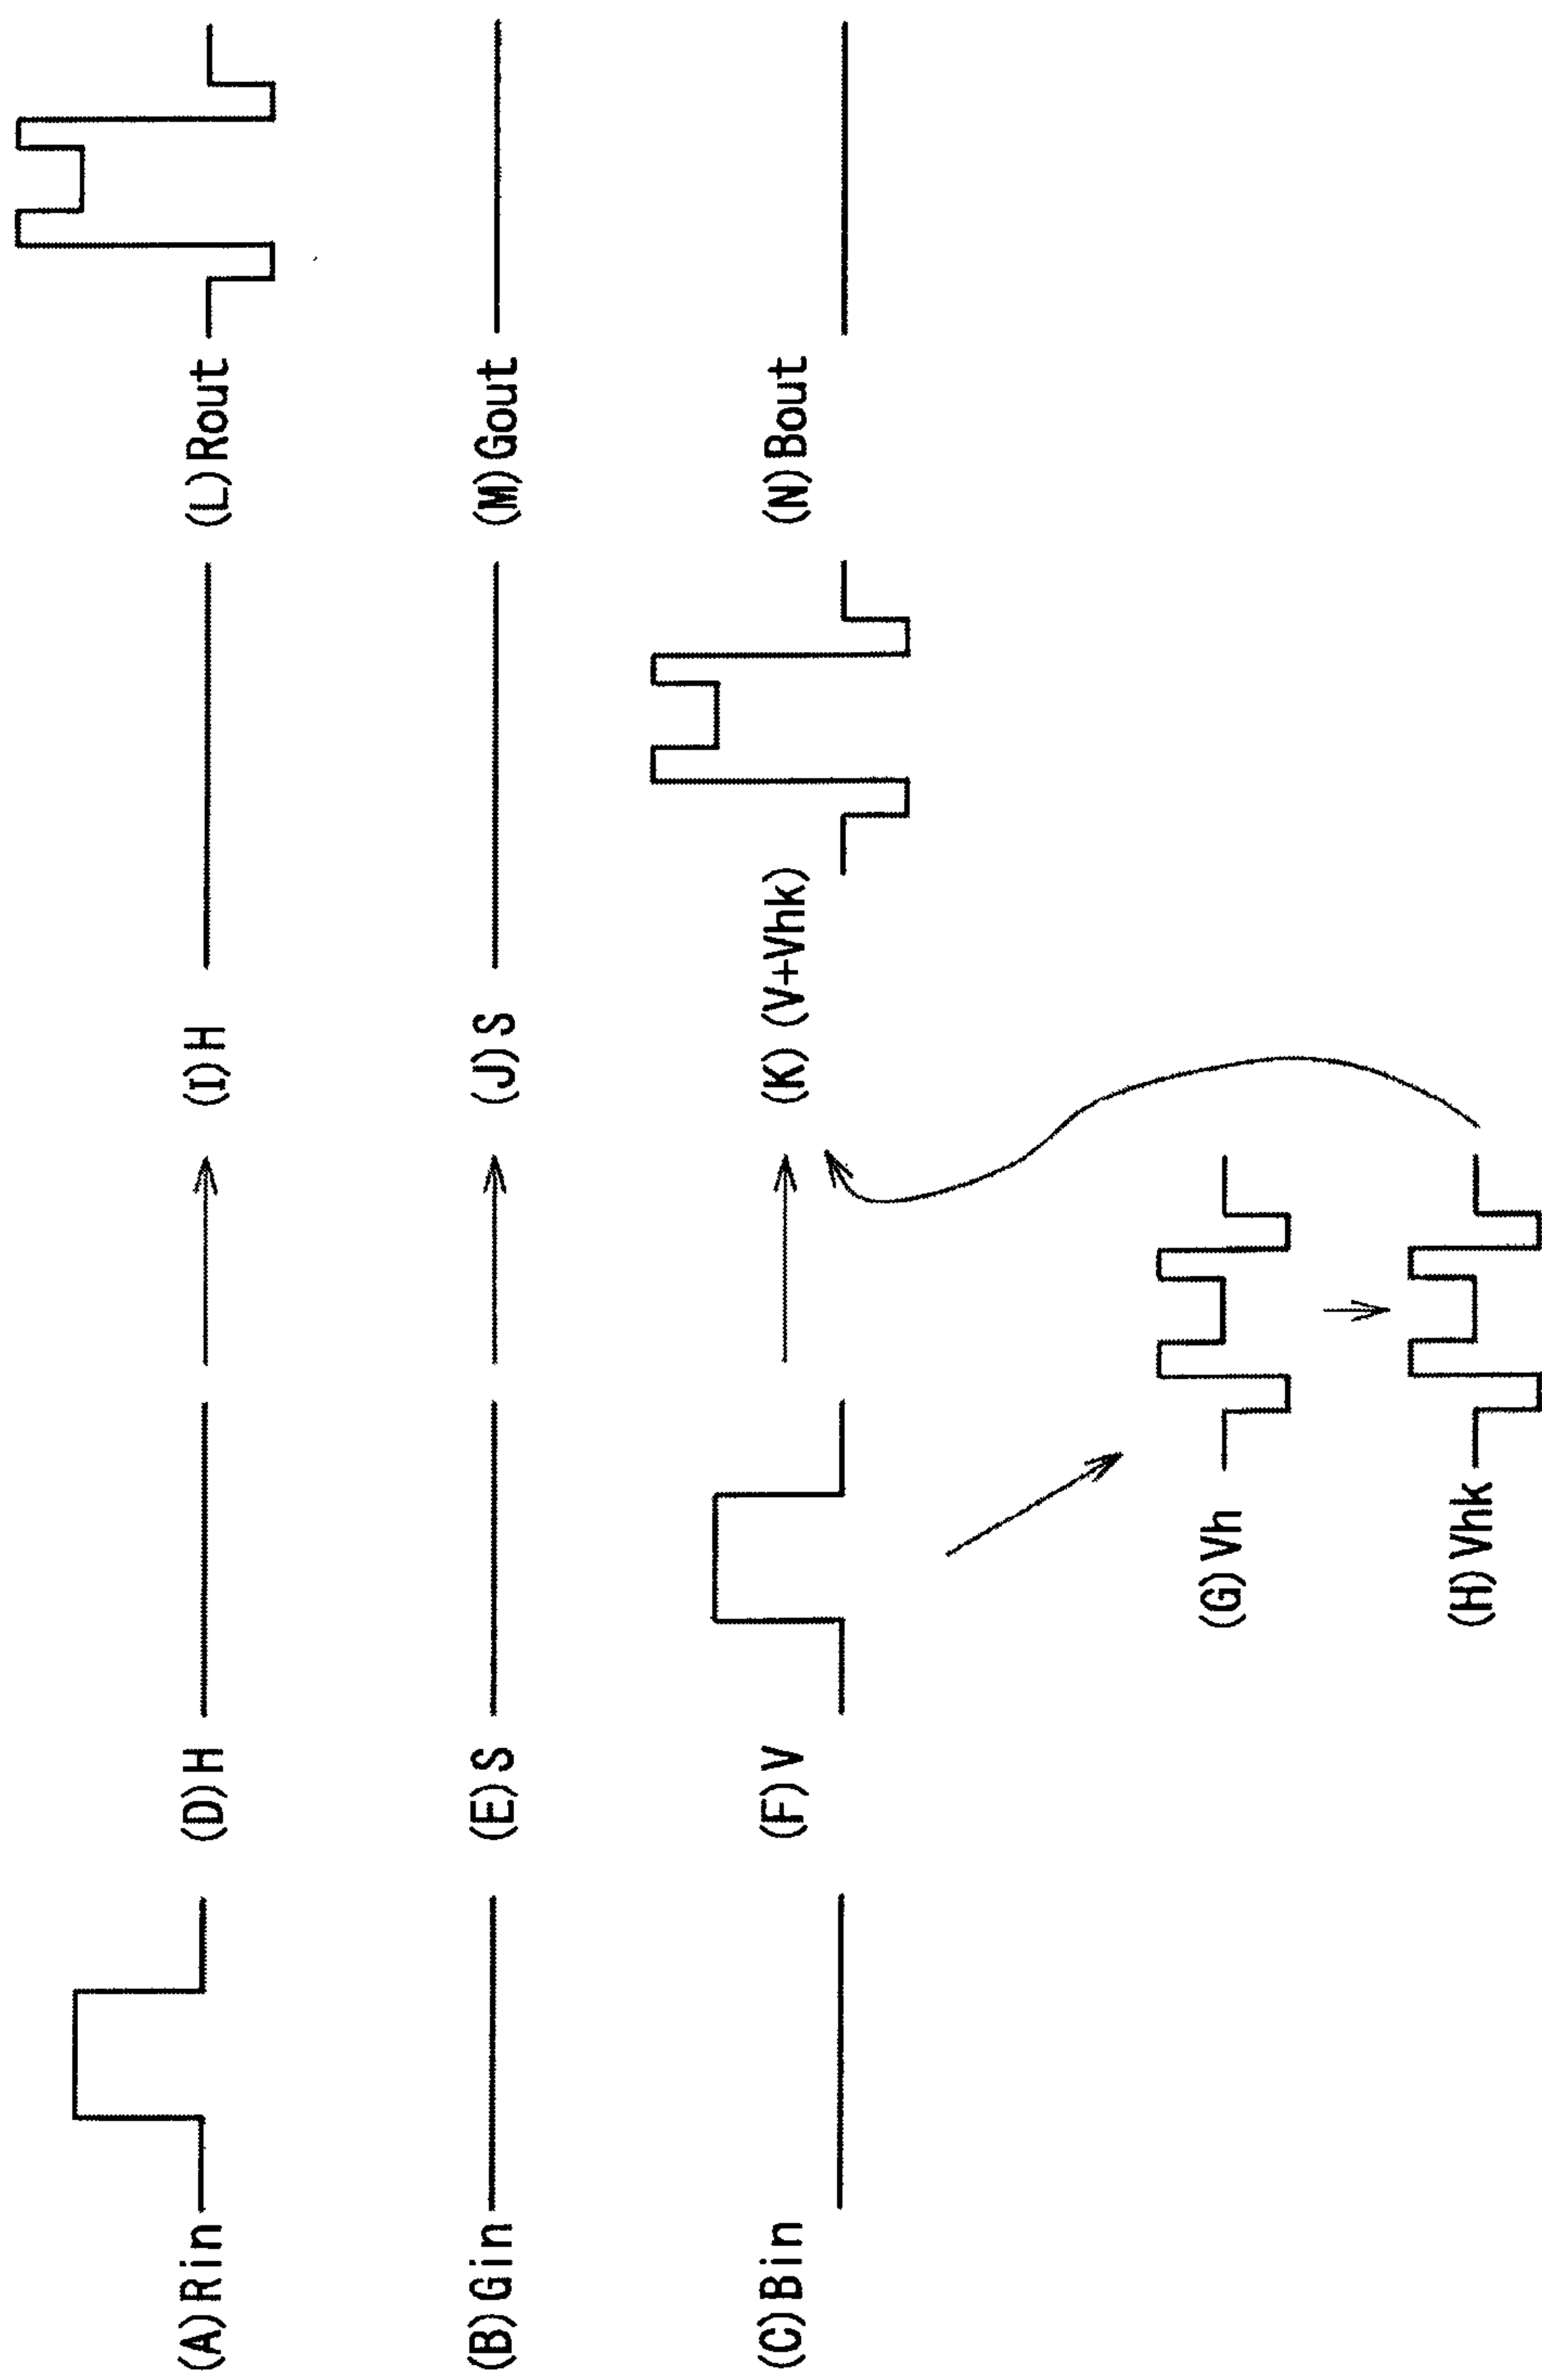 (A)Rin
(B)Gin
(C)Bin
(D)H
(E)S
(F)V
(G)Vh
(H)Vhk
(I)H
(J)S
(K)(V+Vhk)
(L)Rout
(M)Gout
(N)Bout